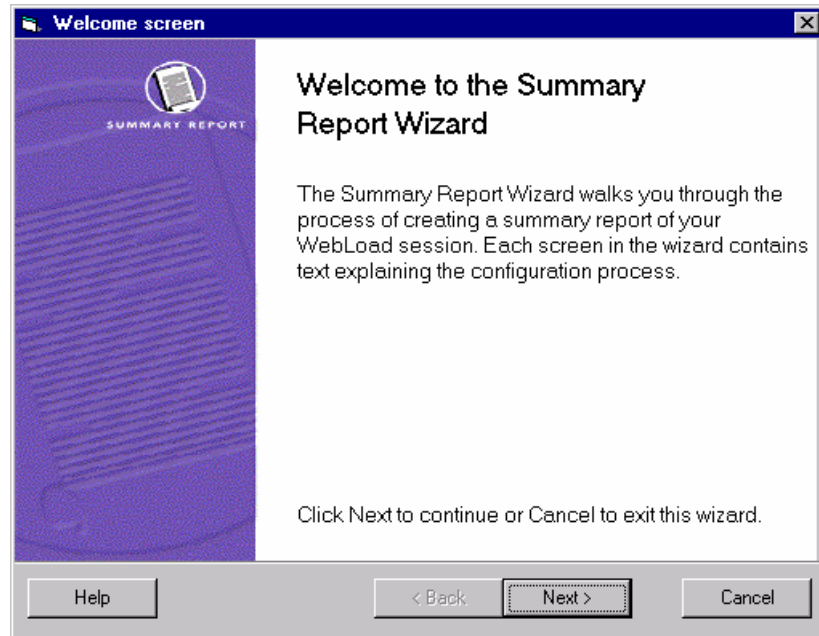 Welcome screen
SUMMARY REPORT
Welcome to the Summary
Report Wizard
The Summary Report Wizard walks you through the
process of creating a summary report of your
WebLoad session. Each screen in the wizard contains
text explaining the configuration process.
Click Next to continue or Cancel to exit this wizard.
Help
< Back
Next >
Cancel